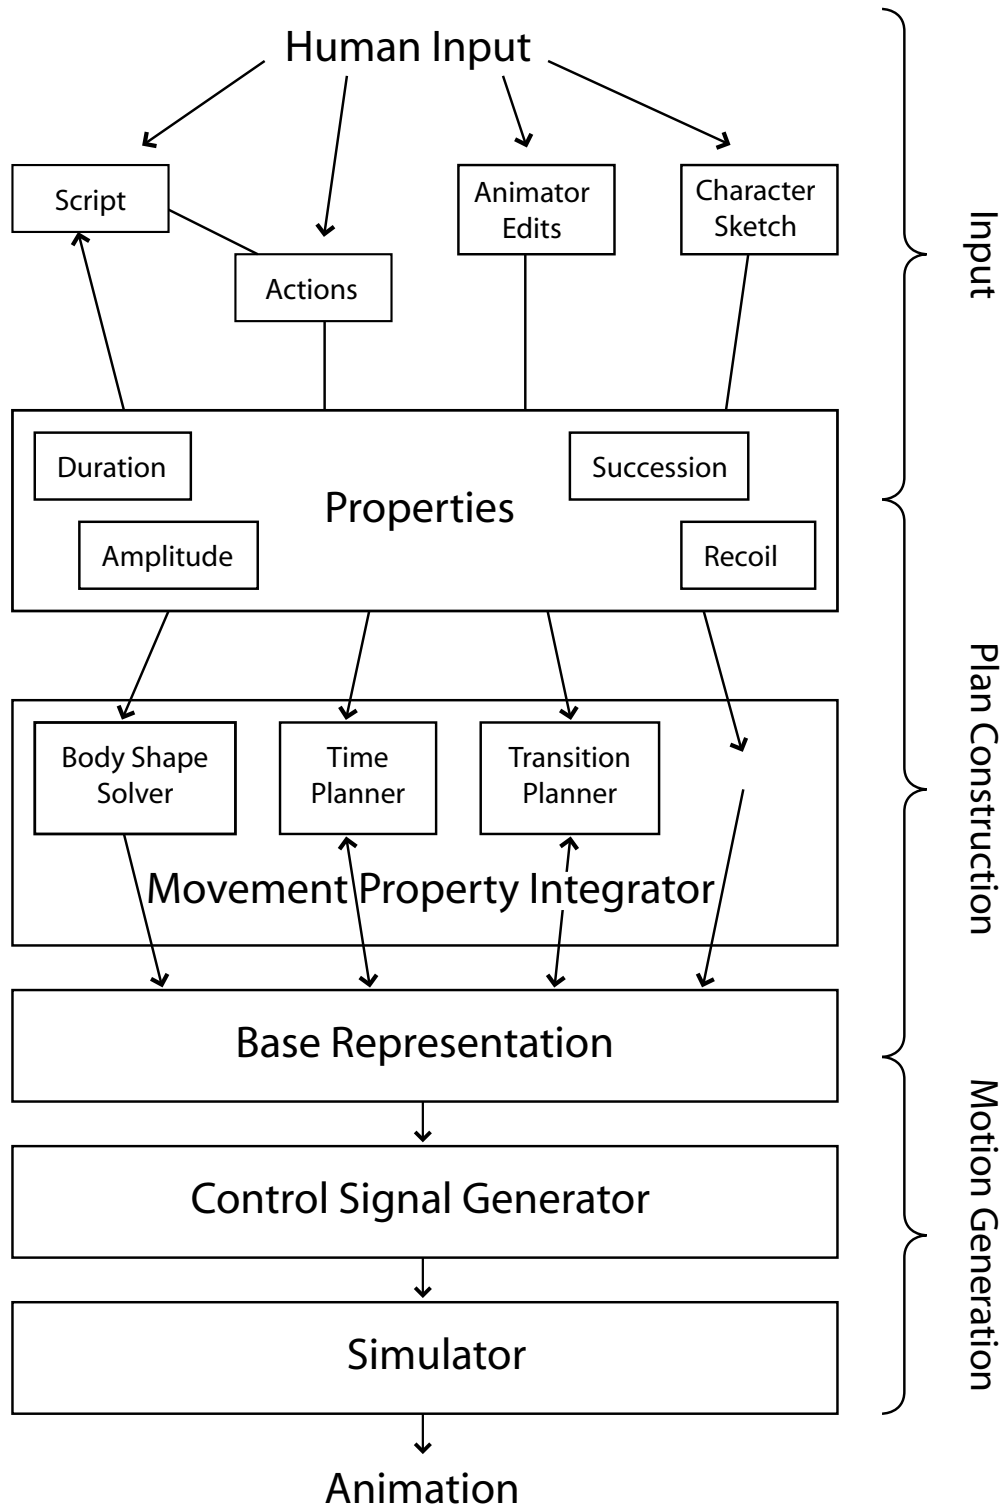 Human Input
Script
Animator
Edits
Character
Sketch
Actions
Input
Duration
Succession
Properties
Amplitude
Recoil
Body Shape
Solver
Time
Planner
Transition
Planner
Plan Construction
Movement Property Integrator
Base Representation
Control Signal Generator
Motion Generation
Simulator
Animation